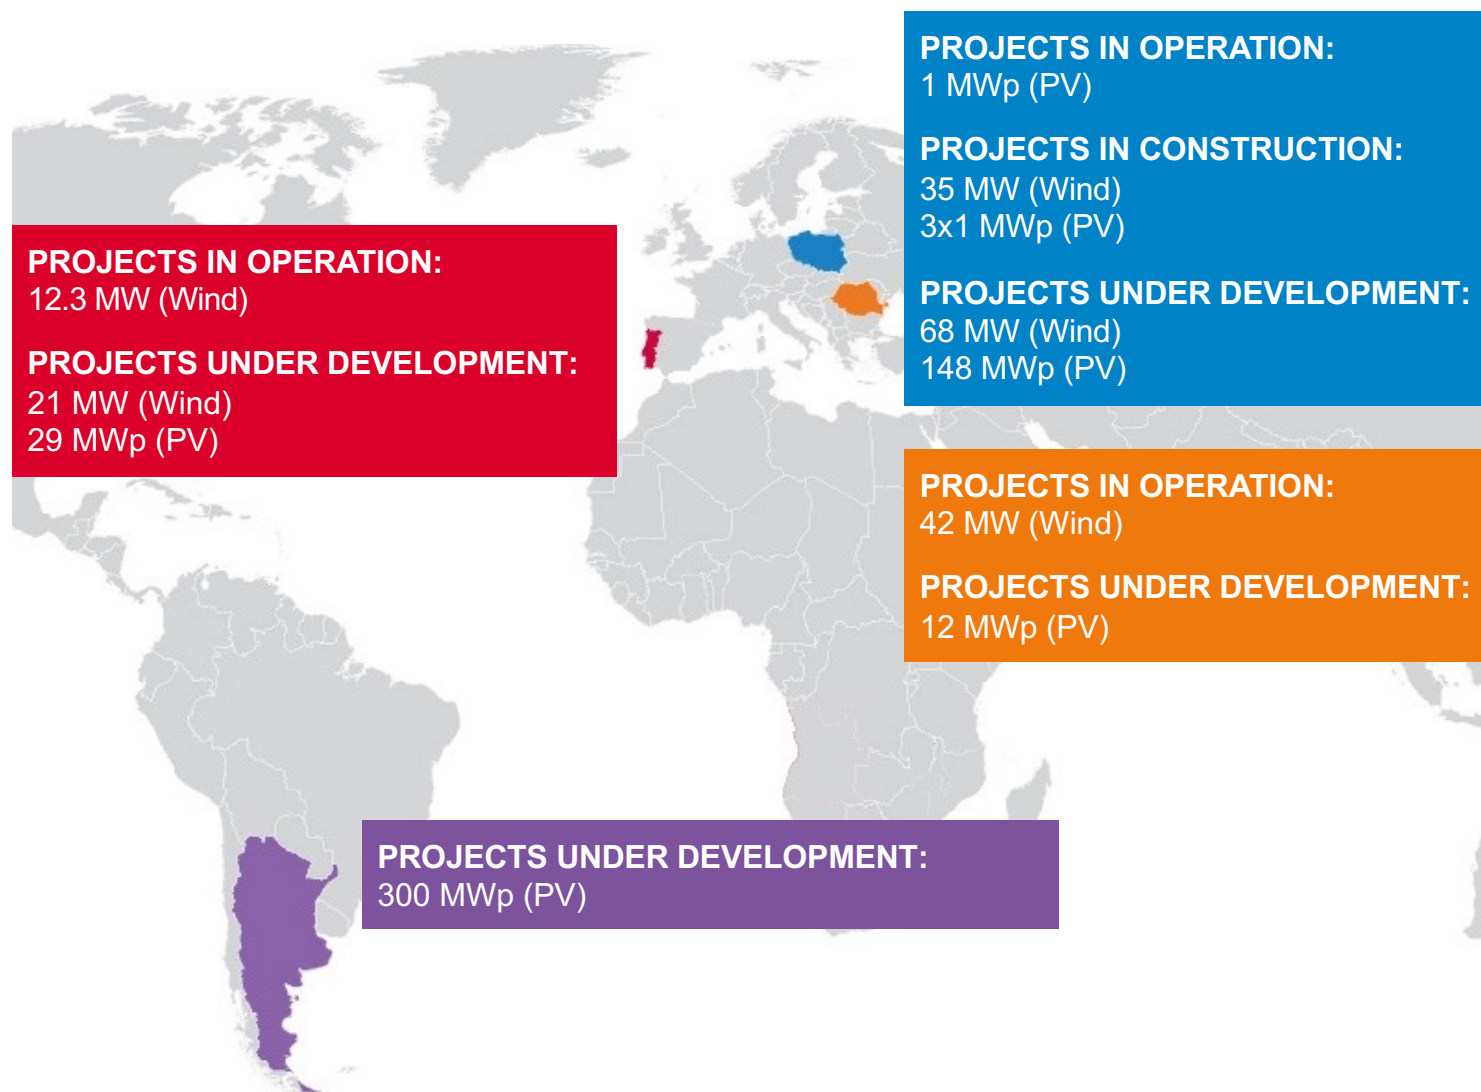 PROJECTS IN OPERATION:
1 MWp (PV)
PROJECTS IN CONSTRUCTION:
35 MW (Wind)
3x1 MWp (PV)
PROJECTS UNDER DEVELOPMENT:
68 MW (Wind)
148 MWp (PV)
PROJECTS IN OPERATION:
12.3 MW (Wind)
PROJECTS UNDER DEVELOPMENT:
21 MW (Wind)
29 MWp (PV)
PROJECTS IN OPERATION:
42 MW (Wind)
PROJECTS UNDER DEVELOPMENT:
12 MWp (PV)
PROJECTS UNDER DEVELOPMENT:
300 MWp (PV)